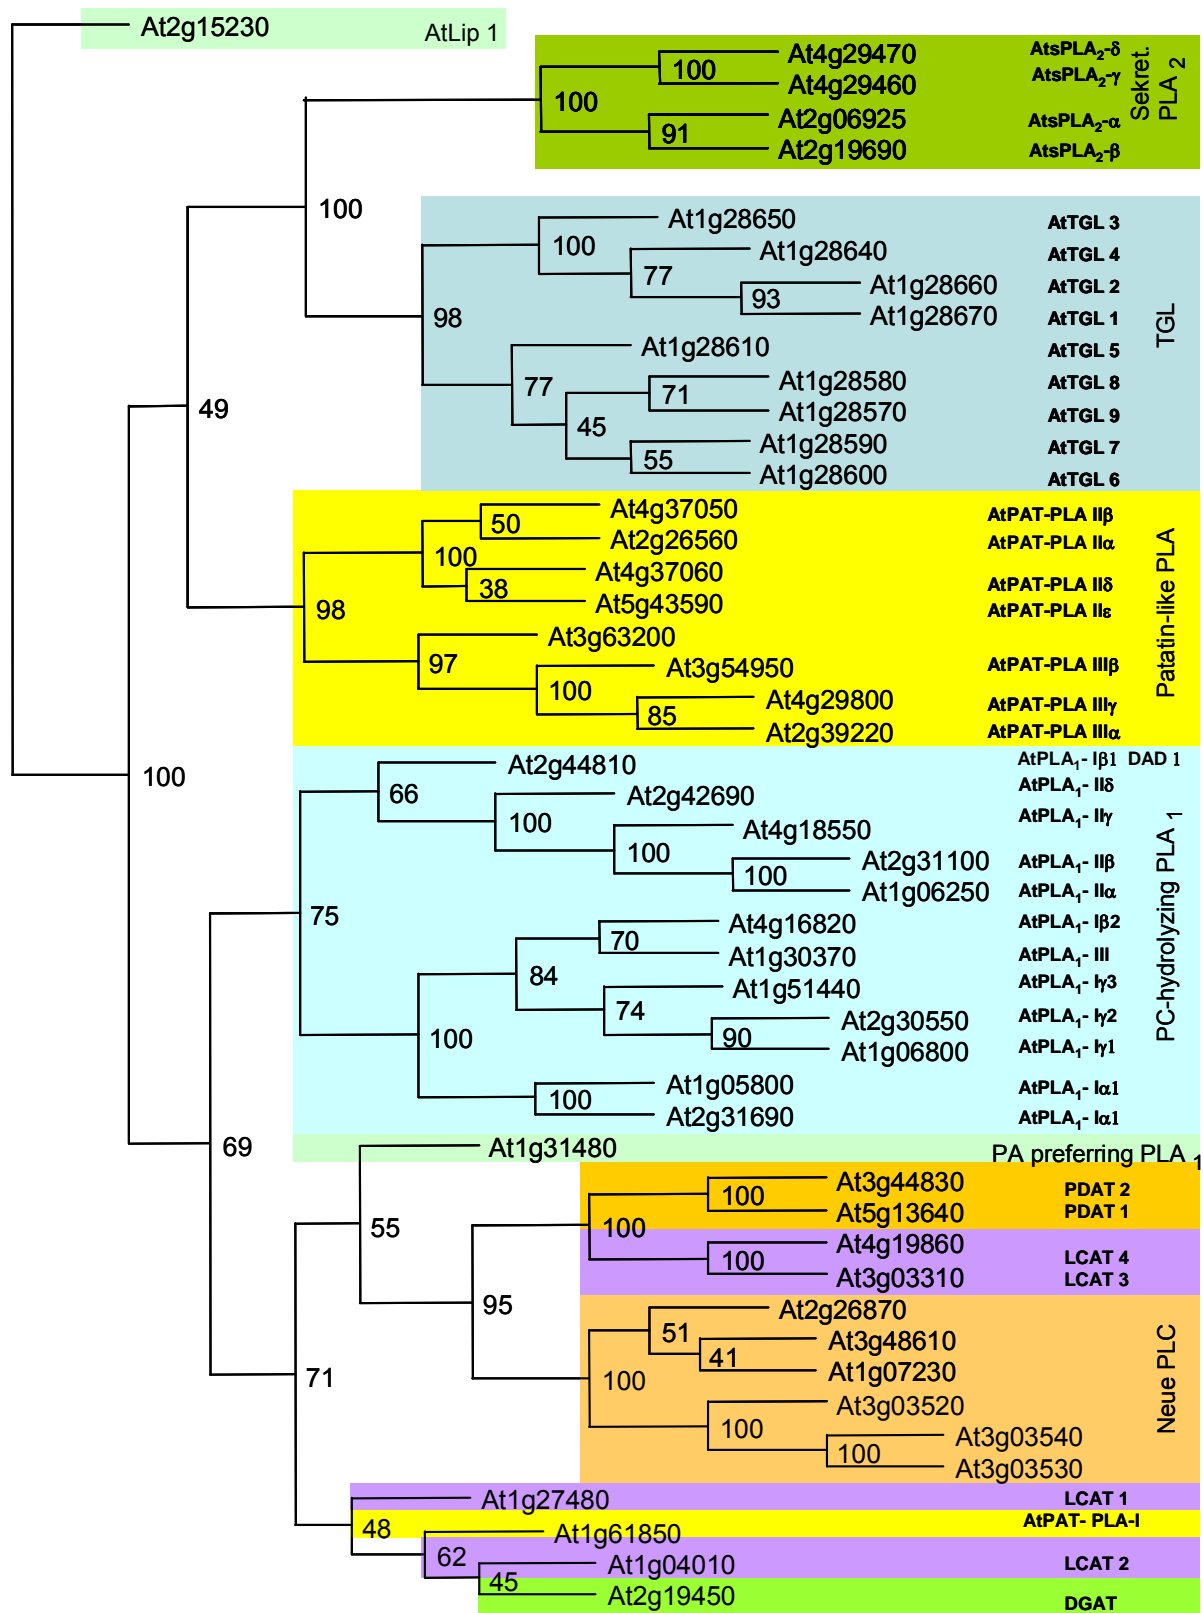 At2g15230 AtLip 1
At4g29470 AtsPLA2-δ
100
At4g29460 AtsPLA2-γ
100
At2g06925 AtsPLA2-α
91
At2g19690 AtsPLA2-β
Sekret.
PLA 2
100
At1g28650 AtTGL 3
100
At1g28640 AtTGL 4
77
At1g28660 AtTGL 2
93
At1g28670 AtTGL 1
98
At1g28610 AtTGL 5
77
At1g28580 AtTGL 8
71
At1g28570 AtTGL 9
45
At1g28590 AtTGL 7
55
At1g28600 AtTGL 6
TGL
49
At4g37050 AtPAT-PLA IIβ
50
At2g26560 AtPAT-PLA IIα
100
At4g37060 AtPAT-PLA IIδ
38
At5g43590 AtPAT-PLA IIε
98
At3g63200
97
At3g54950 AtPAT-PLA IIIβ
100
At4g29800 AtPAT-PLA IIIγ
85
At2g39220 AtPAT-PLA IIIα
Patatin-like PLA
100
At2g44810 AtPLA1- Iβ1 DAD 1
66
At2g42690 AtPLA1- IIδ
100
At4g18550 AtPLA1- IIγ
100
At2g31100 AtPLA1- IIβ
100
At1g06250 AtPLA1- IIα
75
At4g16820 AtPLA1- Iβ2
70
At1g30370 AtPLA1- III
84
At1g51440 AtPLA1- Iγ3
74
At2g30550 AtPLA1- Iγ2
90
At1g06800 AtPLA1- Iγ1
100
At1g05800 AtPLA1- Iα1
100
At2g31690 AtPLA1- Iα1
PC-hydrolyzing PLA 1
69
At1g31480 PA preferring PLA 1
55
At3g44830 PDAT 2
100
At5g13640 PDAT 1
100
At4g19860 LCAT 4
100
At3g03310 LCAT 3
95
At2g26870
51
At3g48610
41
At1g07230
100
At3g03520
100
At3g03540
100
At3g03530
Neue PLC
71
At1g27480 LCAT 1
48
At1g61850 AtPAT- PLA-I
62
At1g04010 LCAT 2
45
At2g19450 DGAT